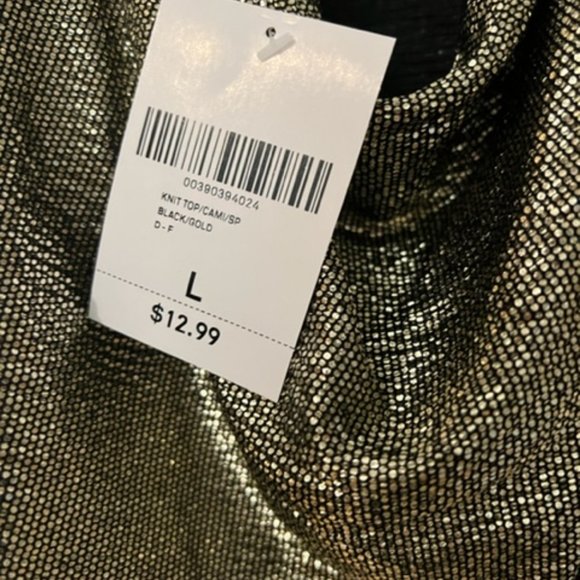 00390394024
KNIT TOP/CAMI/SP
BLACK/GOLD
D - F
L
$12.99